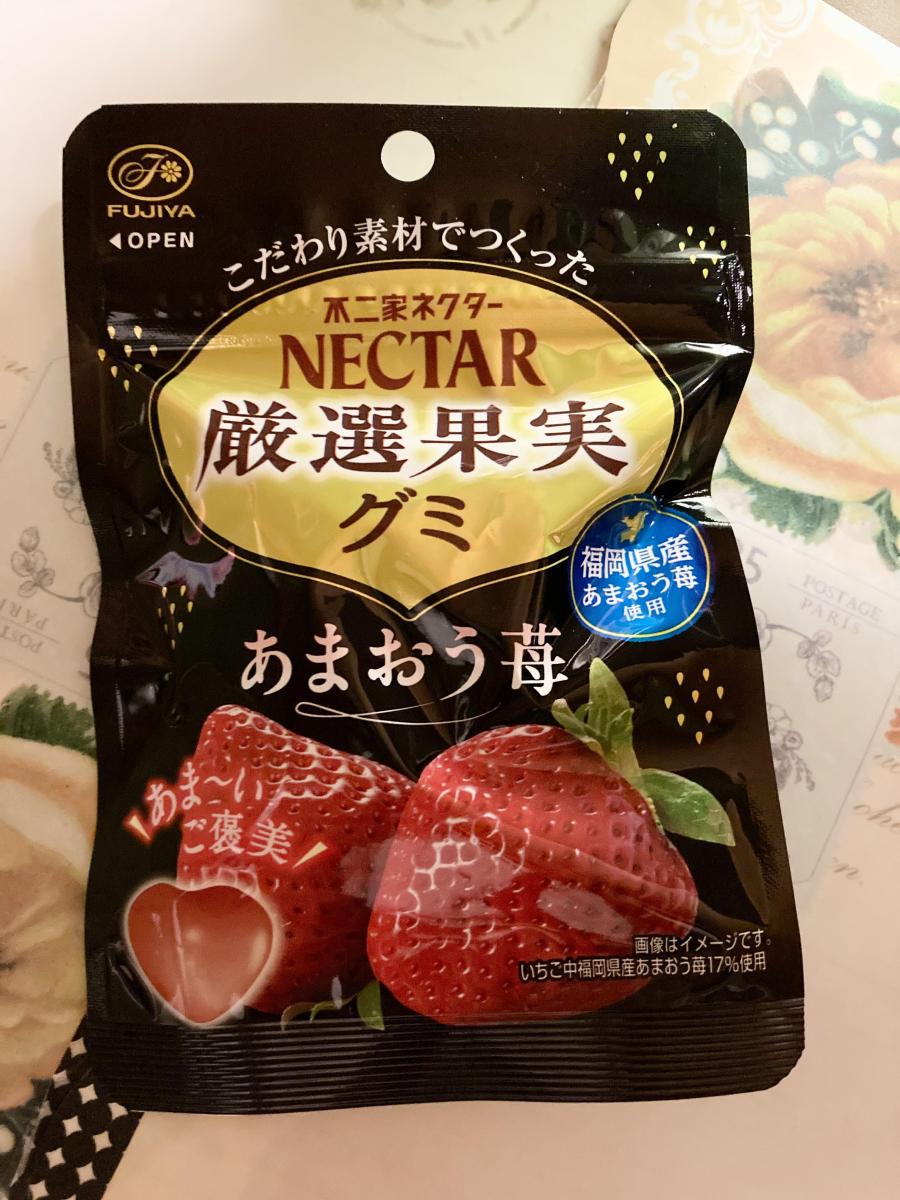 FUJIYA
◀OPEN
こだわり素材でつくった
不二家ネクター
NECTAR
厳選果実
グミ
福岡県産
あまおう苺
使用
あまおう苺
あま〜い
ご褒美
画像はイメージです。
いちご中福岡県産あまおう苺17%使用
POSTAGE
PARIS